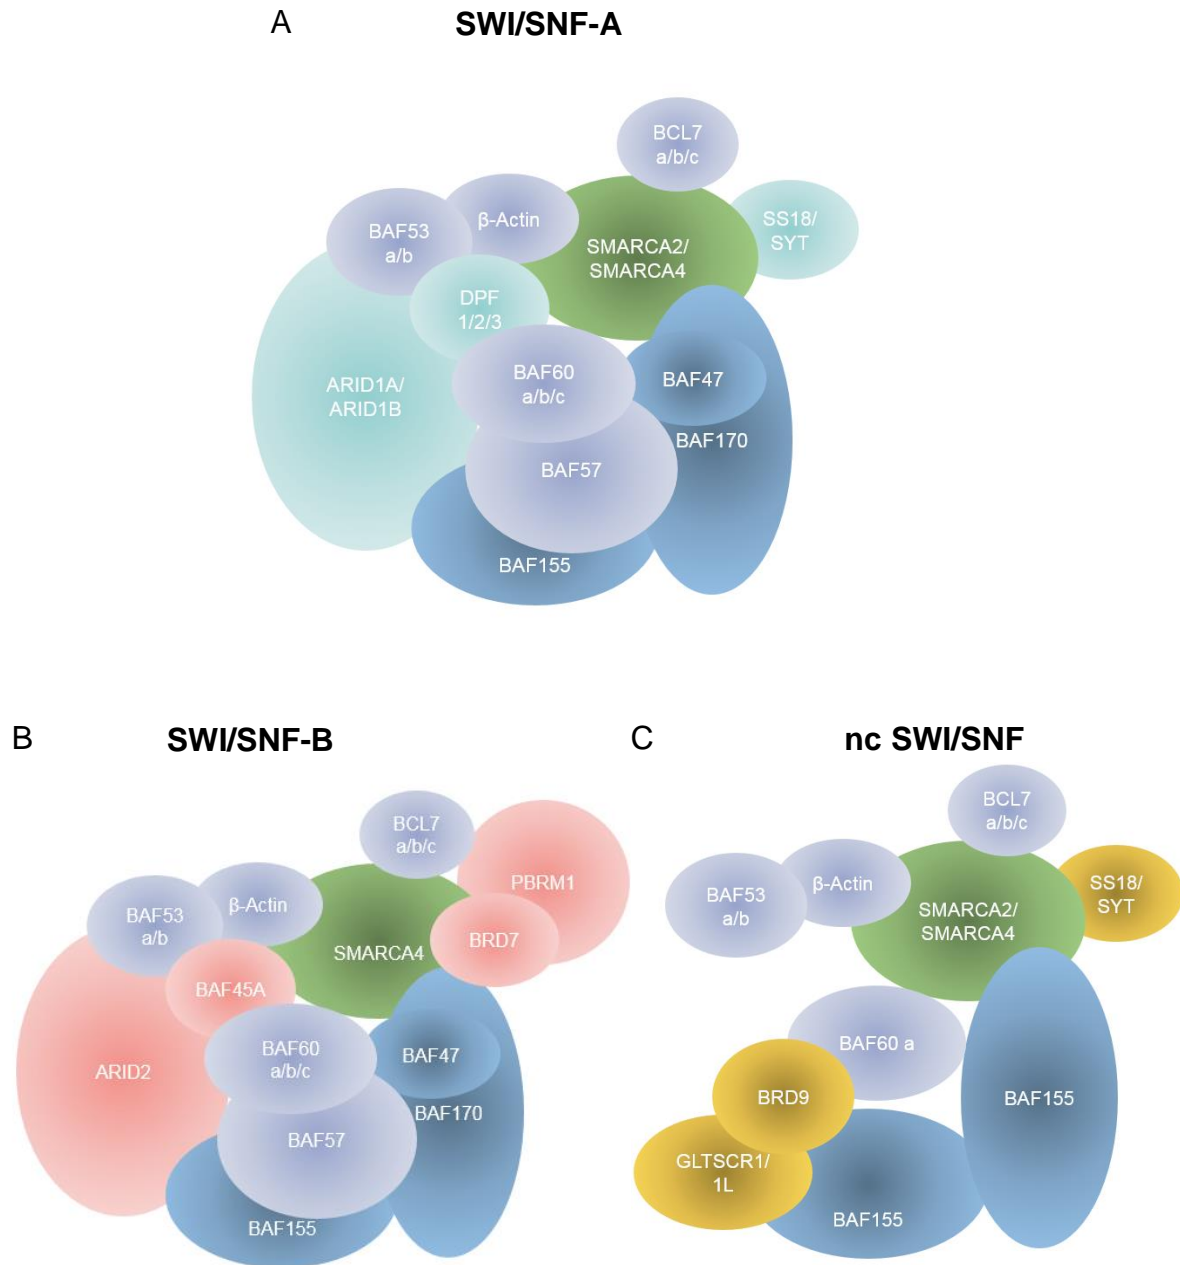 A
SWI/SNF-A
BCL7
a/b/c
β-Actin
SS18/
SYT
BAF53
a/b
SMARCA2/
SMARCA4
DPF
1/2/3
BAF60
a/b/c
BAF47
ARID1A/
ARID1B
BAF170
BAF57
BAF155
B
SWI/SNF-B
BCL7
a/b/c
PBRM1
β-Actin
BAF53
a/b
BRD7
SMARCA4
BAF45A
BAF60
a/b/c
BAF47
ARID2
BAF170
BAF57
BAF155
C
nc SWI/SNF
BCL7
a/b/c
β-Actin
SS18/
SYT
BAF53
a/b
SMARCA2/
SMARCA4
BAF60 a
BRD9
BAF155
GLTSCR1/
1L
BAF155